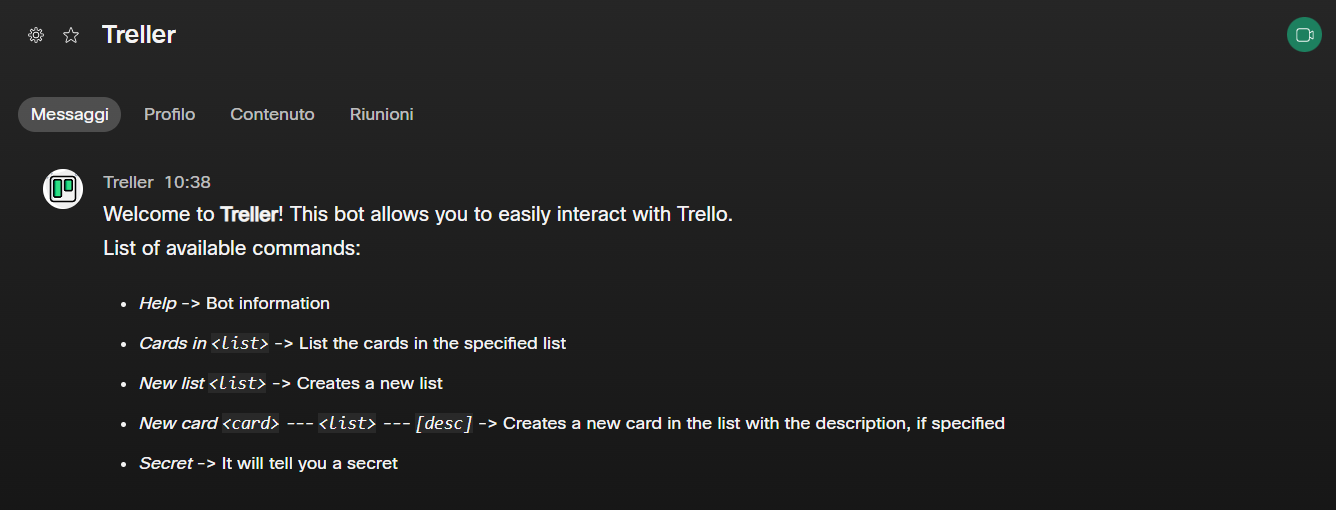 Treller
Messaggi Profilo Contenuto Riunioni
Treller 10:38
Welcome to Treller! This bot allows you to easily interact with Trello.
List of available commands:
• Help -> Bot information
• Cards in <list> -> List the cards in the specified list
• New list <list> -> Creates a new list
• New card <card> --- <list> --- [desc] -> Creates a new card in the list with the description, if specified
• Secret -> It will tell you a secret